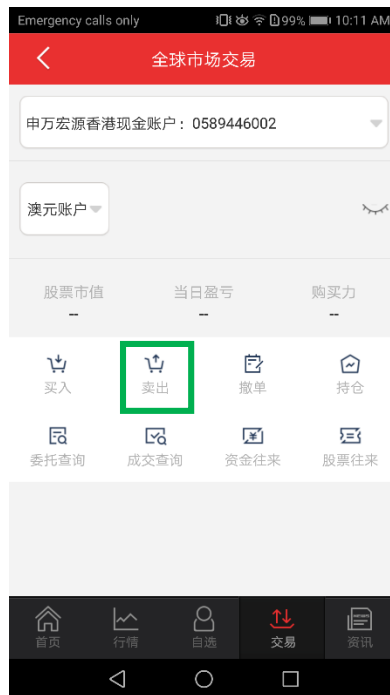 Emergency calls only 99% 10:11 AM
全球市场交易
申万宏源香港现金账户：0589446002
澳元账户
股票市值 当日盈亏 购买力
-- -- --
买入 卖出 撤单 持仓
委托查询 成交查询 资金往来 股票往来
首页 行情 自选 交易 资讯